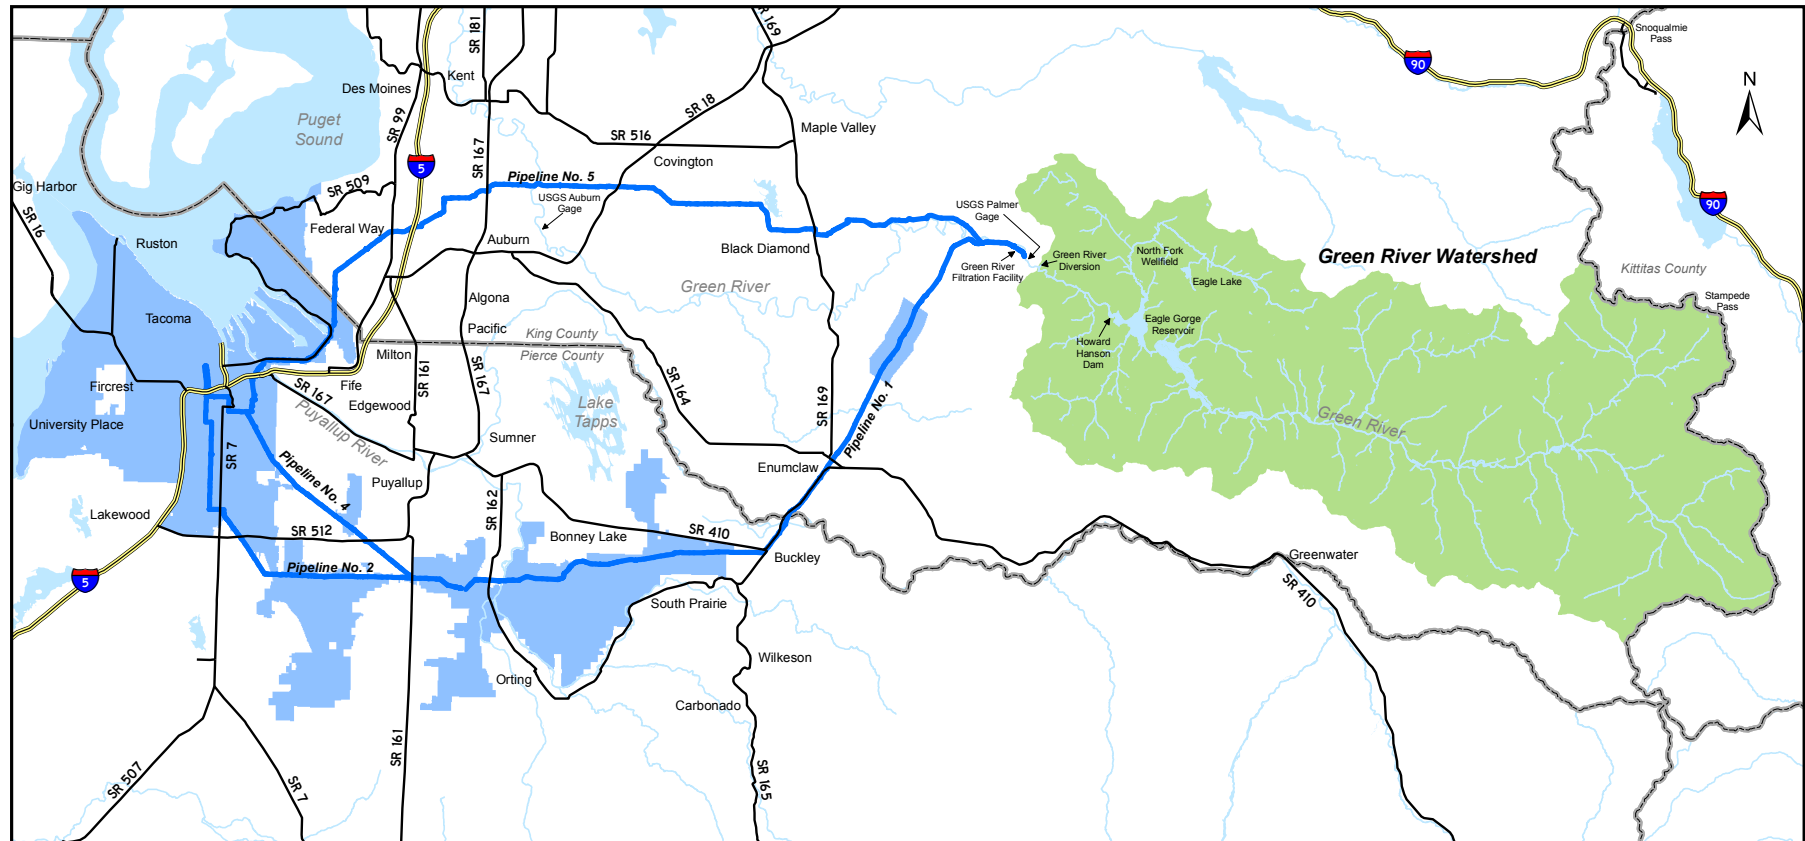 SR 181
SR 169
Snoqualmie
Pass
90
Kent
Des Moines
SR 99
N
SR 18
Puget
Sound
SR 516
Maple Valley
SR 167
Covington
5
Gig Harbor
SR 509
Pipeline No. 5
USGS Auburn
Gage
USGS Palmer
Gage
90
SR 16
Federal Way
Ruston
Auburn
Black Diamond
Green River
Filtration Facility
Green River
Diversion
North Fork
Wellfield
Green River Watershed
Kittitas County
Eagle Lake
Green River
Algona
Stampede
Pass
Tacoma
Pacific
King County
Pierce County
Eagle Gorge
Reservoir
Howard
Hanson
Dam
Milton
SR 161
SR 167
Fife
Fircrest
SR 167
Edgewood
SR 164
SR 169
Pipeline No. 1
Lake
Tapps
University Place
Puyallup River
Green River
Sumner
SR 7
Enumclaw
Pipeline No. 4
Puyallup
SR 162
Lakewood
SR 512
Bonney Lake
SR 410
Buckley
Greenwater
5
Pipeline No. 2
SR 410
South Prairie
Wilkeson
Orting
Carbonado
SR 161
SR 507
SR 7
SR 165